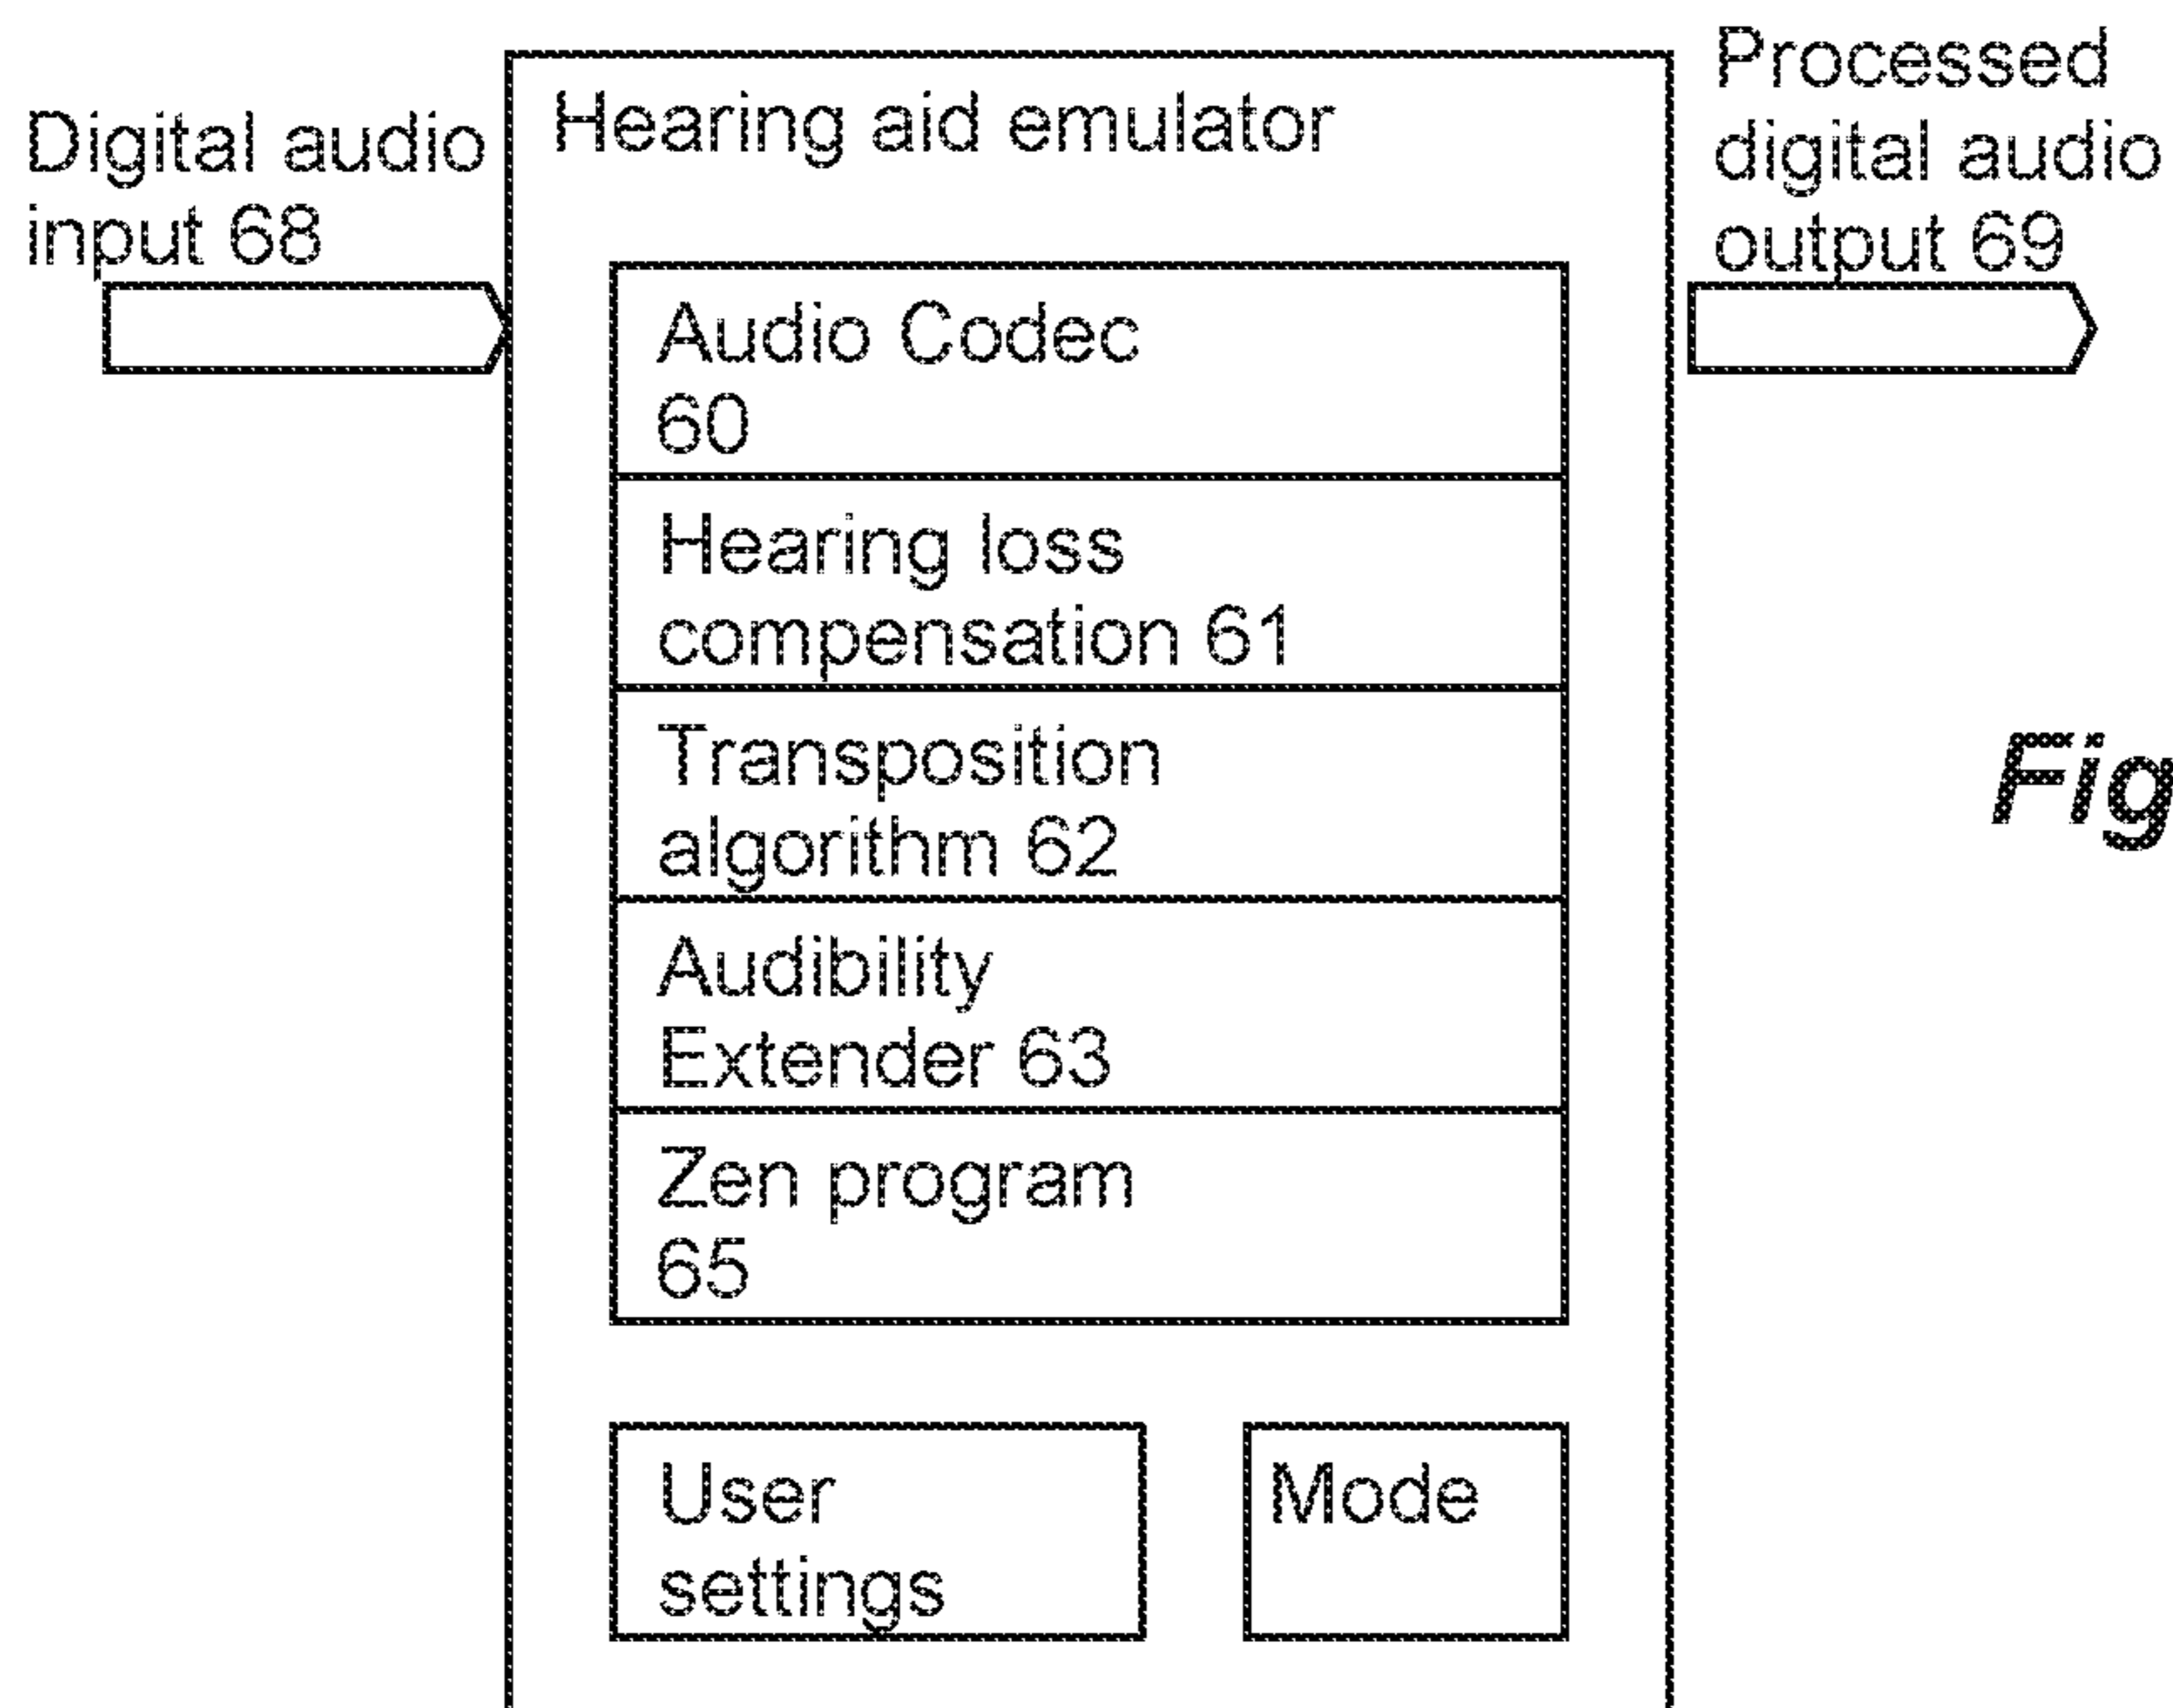 Digital audio
input 68
Hearing aid emulator
Audio Codec
60
Hearing loss
compensation 61
Transposition
algorithm 62
Audibility
Extender 63
Zen program
65
User
settings
Mode
Processed
digital audio
output 69
Fig